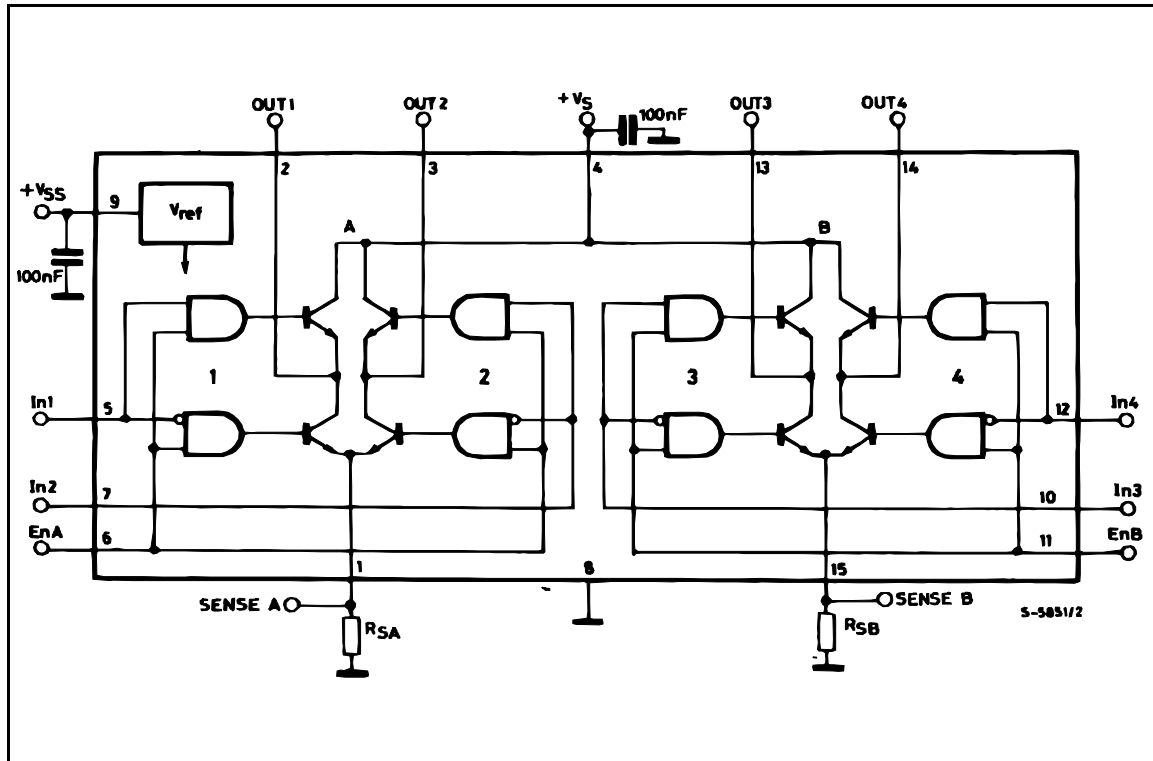 OUT1 OUT2 +VS 100nF OUT3 OUT4
2 3 4 13 14
+VSS 9 Vref
A B
100nF
1 2 3 4
In1 5 12 In4
In2 7 10 In3
EnA 6 11 EnB
1 8 15
SENSE A SENSE B
S-5851/2
RSA RSB